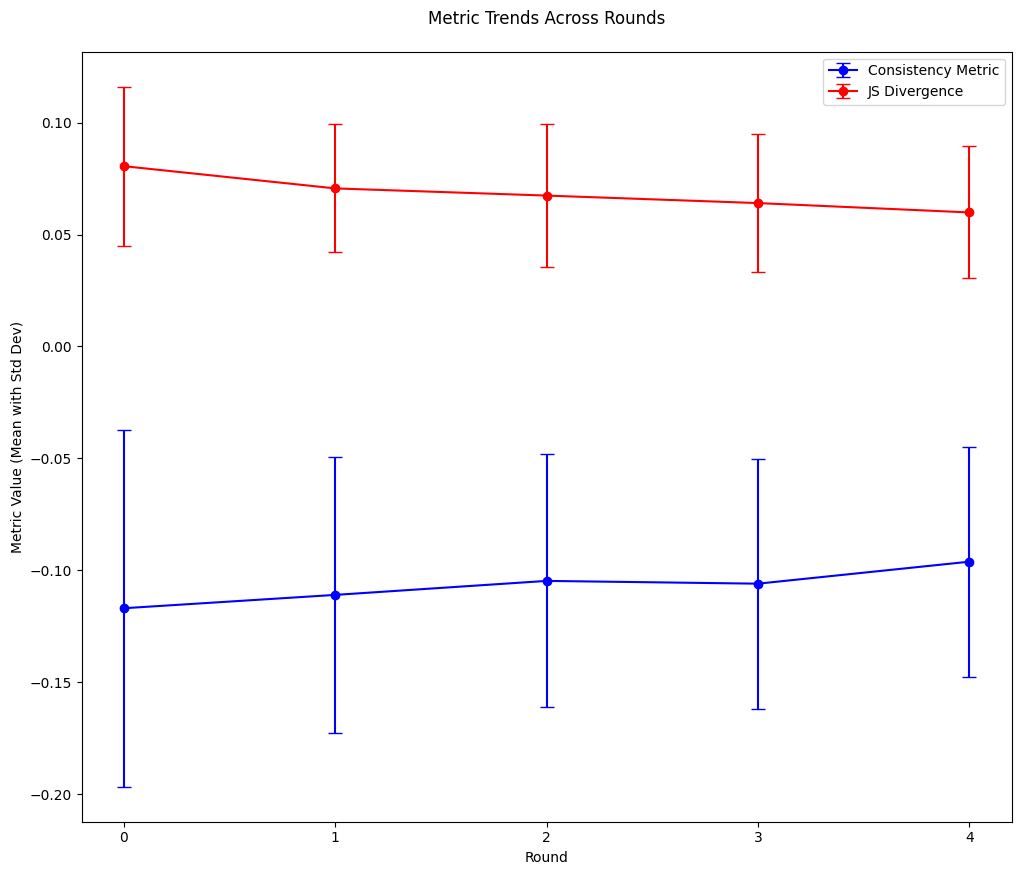 Metric Trends Across Rounds
Consistency Metric
JS Divergence
Metric Value (Mean with Std Dev)
0.10
0.05
0.00
−0.05
−0.10
−0.15
−0.20
0 1 2 3 4
Round